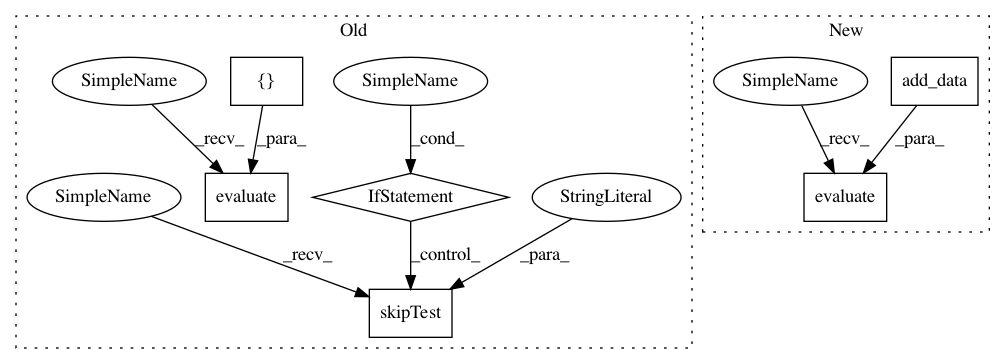 Old
New
SimpleName
{}
SimpleName
SimpleName
add_data
_recv_
_para_
_cond_
_recv_
_para_
SimpleName
evaluate
IfStatement
StringLiteral
evaluate
_recv_
_control_
_para_
skipTest